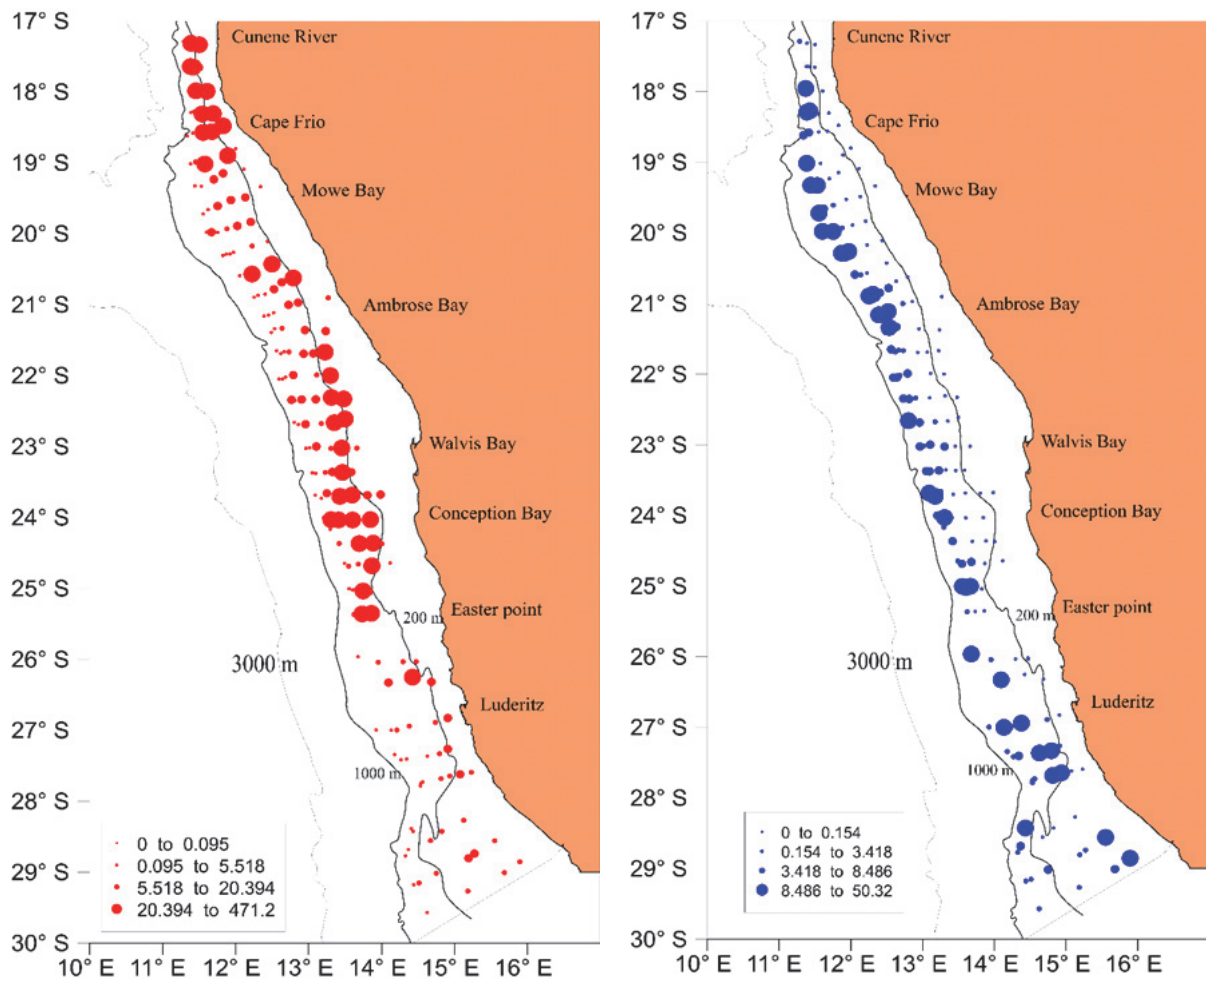 17° S
18° S
19° S
20° S
21° S
22° S
23° S
24° S
25° S
26° S
27° S
28° S
29° S
30° S
10° E
11° E
12° E
13° E
14° E
15° E
16° E
Cunene River
Cape Frio
Mowe Bay
Ambrose Bay
Walvis Bay
Conception Bay
Easter point
200 m
3000 m
Luderitz
1000 m
0 to 0.095
0.095 to 5.518
5.518 to 20.394
20.394 to 471.2
17° S
18° S
19° S
20° S
21° S
22° S
23° S
24° S
25° S
26° S
27° S
28° S
29° S
30° S
10° E
11° E
12° E
13° E
14° E
15° E
16° E
Cunene River
Cape Frio
Mowe Bay
Ambrose Bay
Walvis Bay
Conception Bay
Easter point
200 m
3000 m
Luderitz
1000 m
0 to 0.154
0.154 to 3.418
3.418 to 8.486
8.486 to 50.32